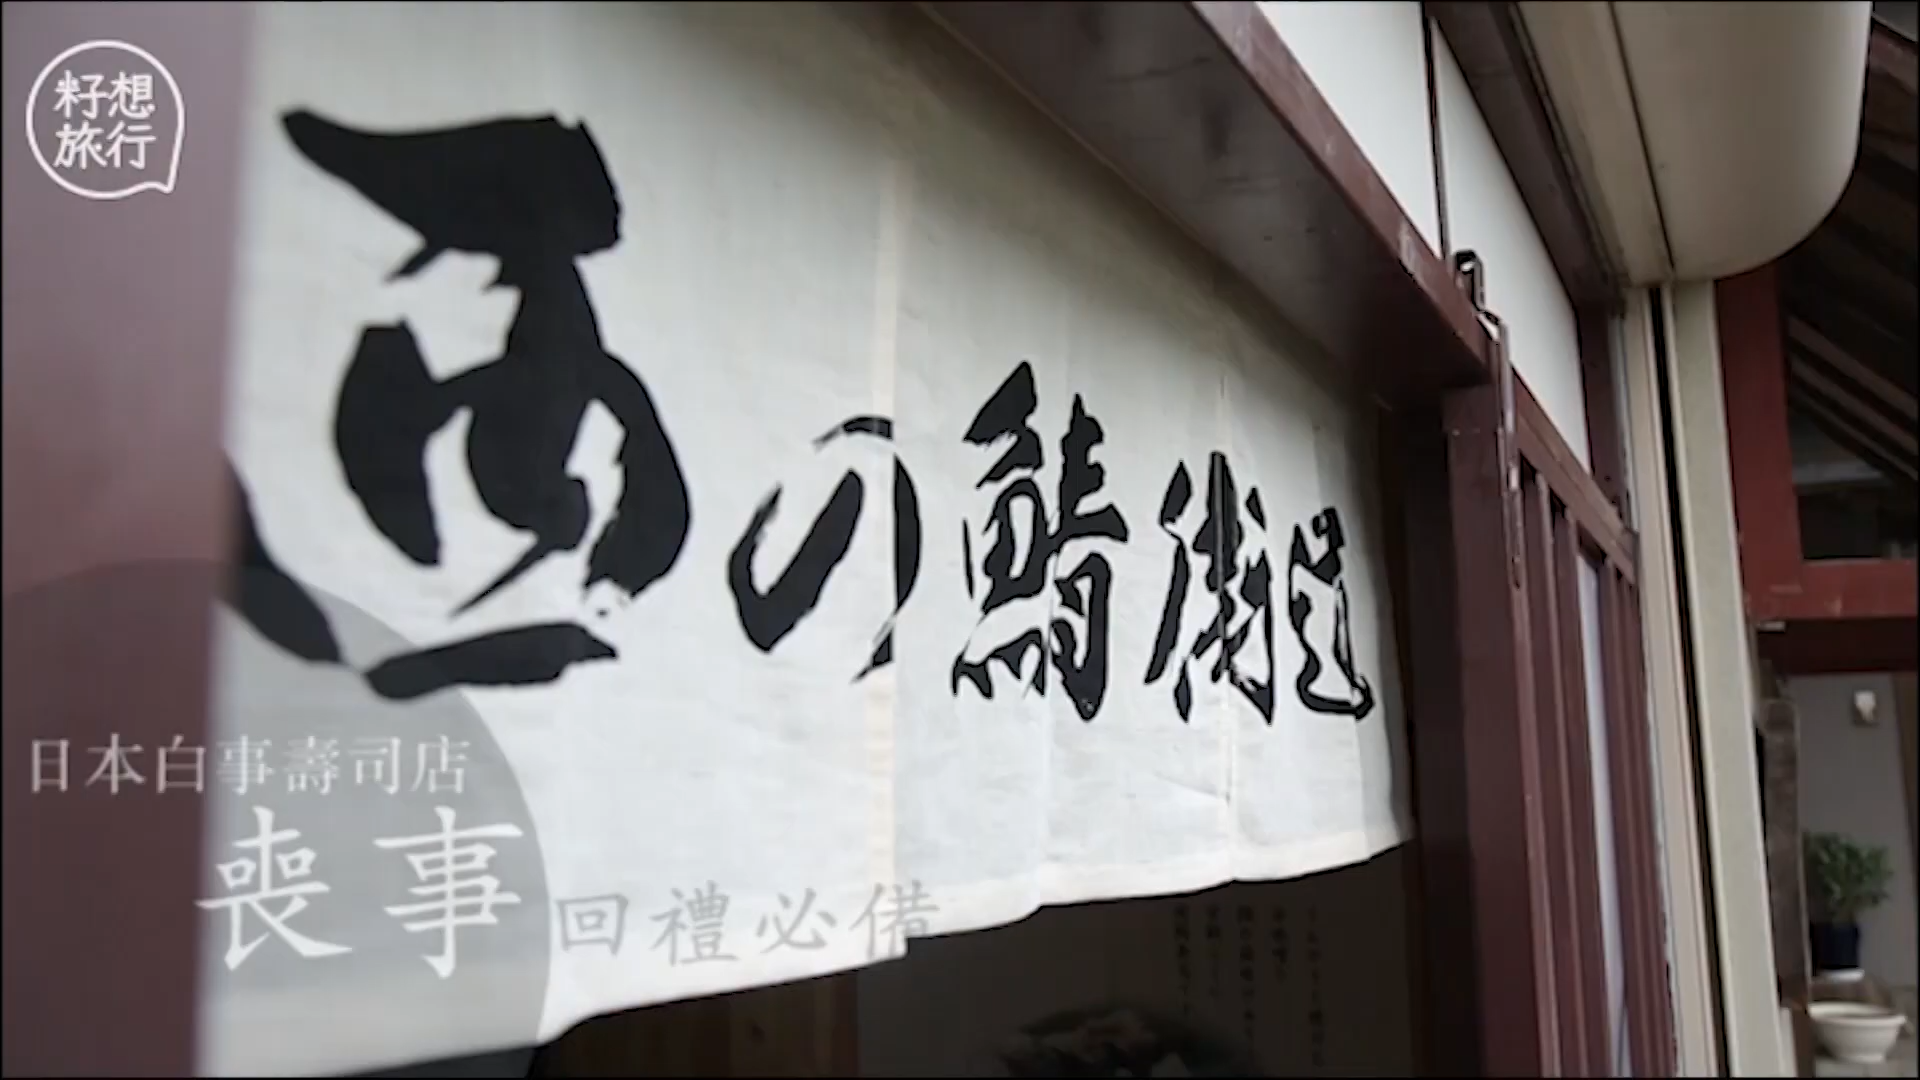 籽想
旅行
西の鯖街道
日本白事壽司店
喪事回禮必備